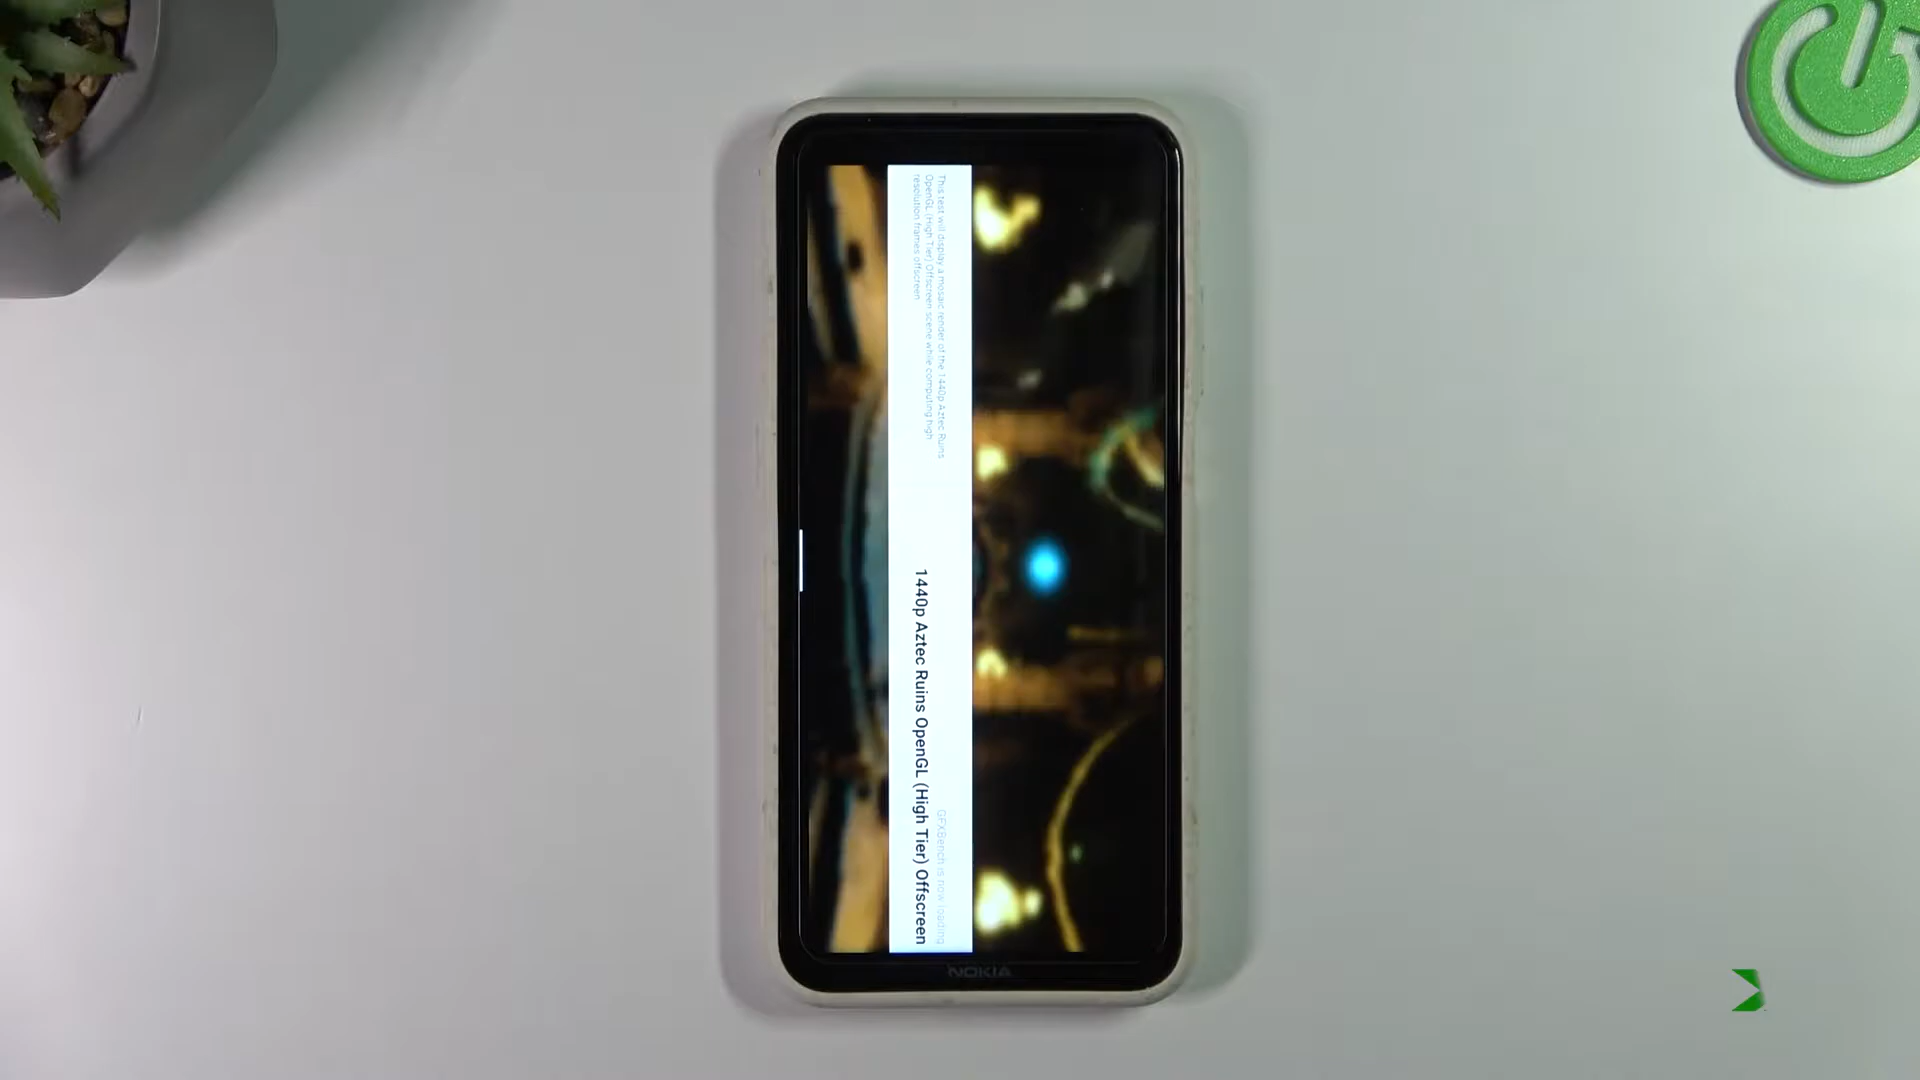 This test will display a mosaic render of the 1440p Aztec Ruins
OpenGL (High Tier) Offscreen scene while computing high
resolution frames offscreen
GFXBench is now loading
1440p Aztec Ruins OpenGL (High Tier) Offscreen
NOKIA